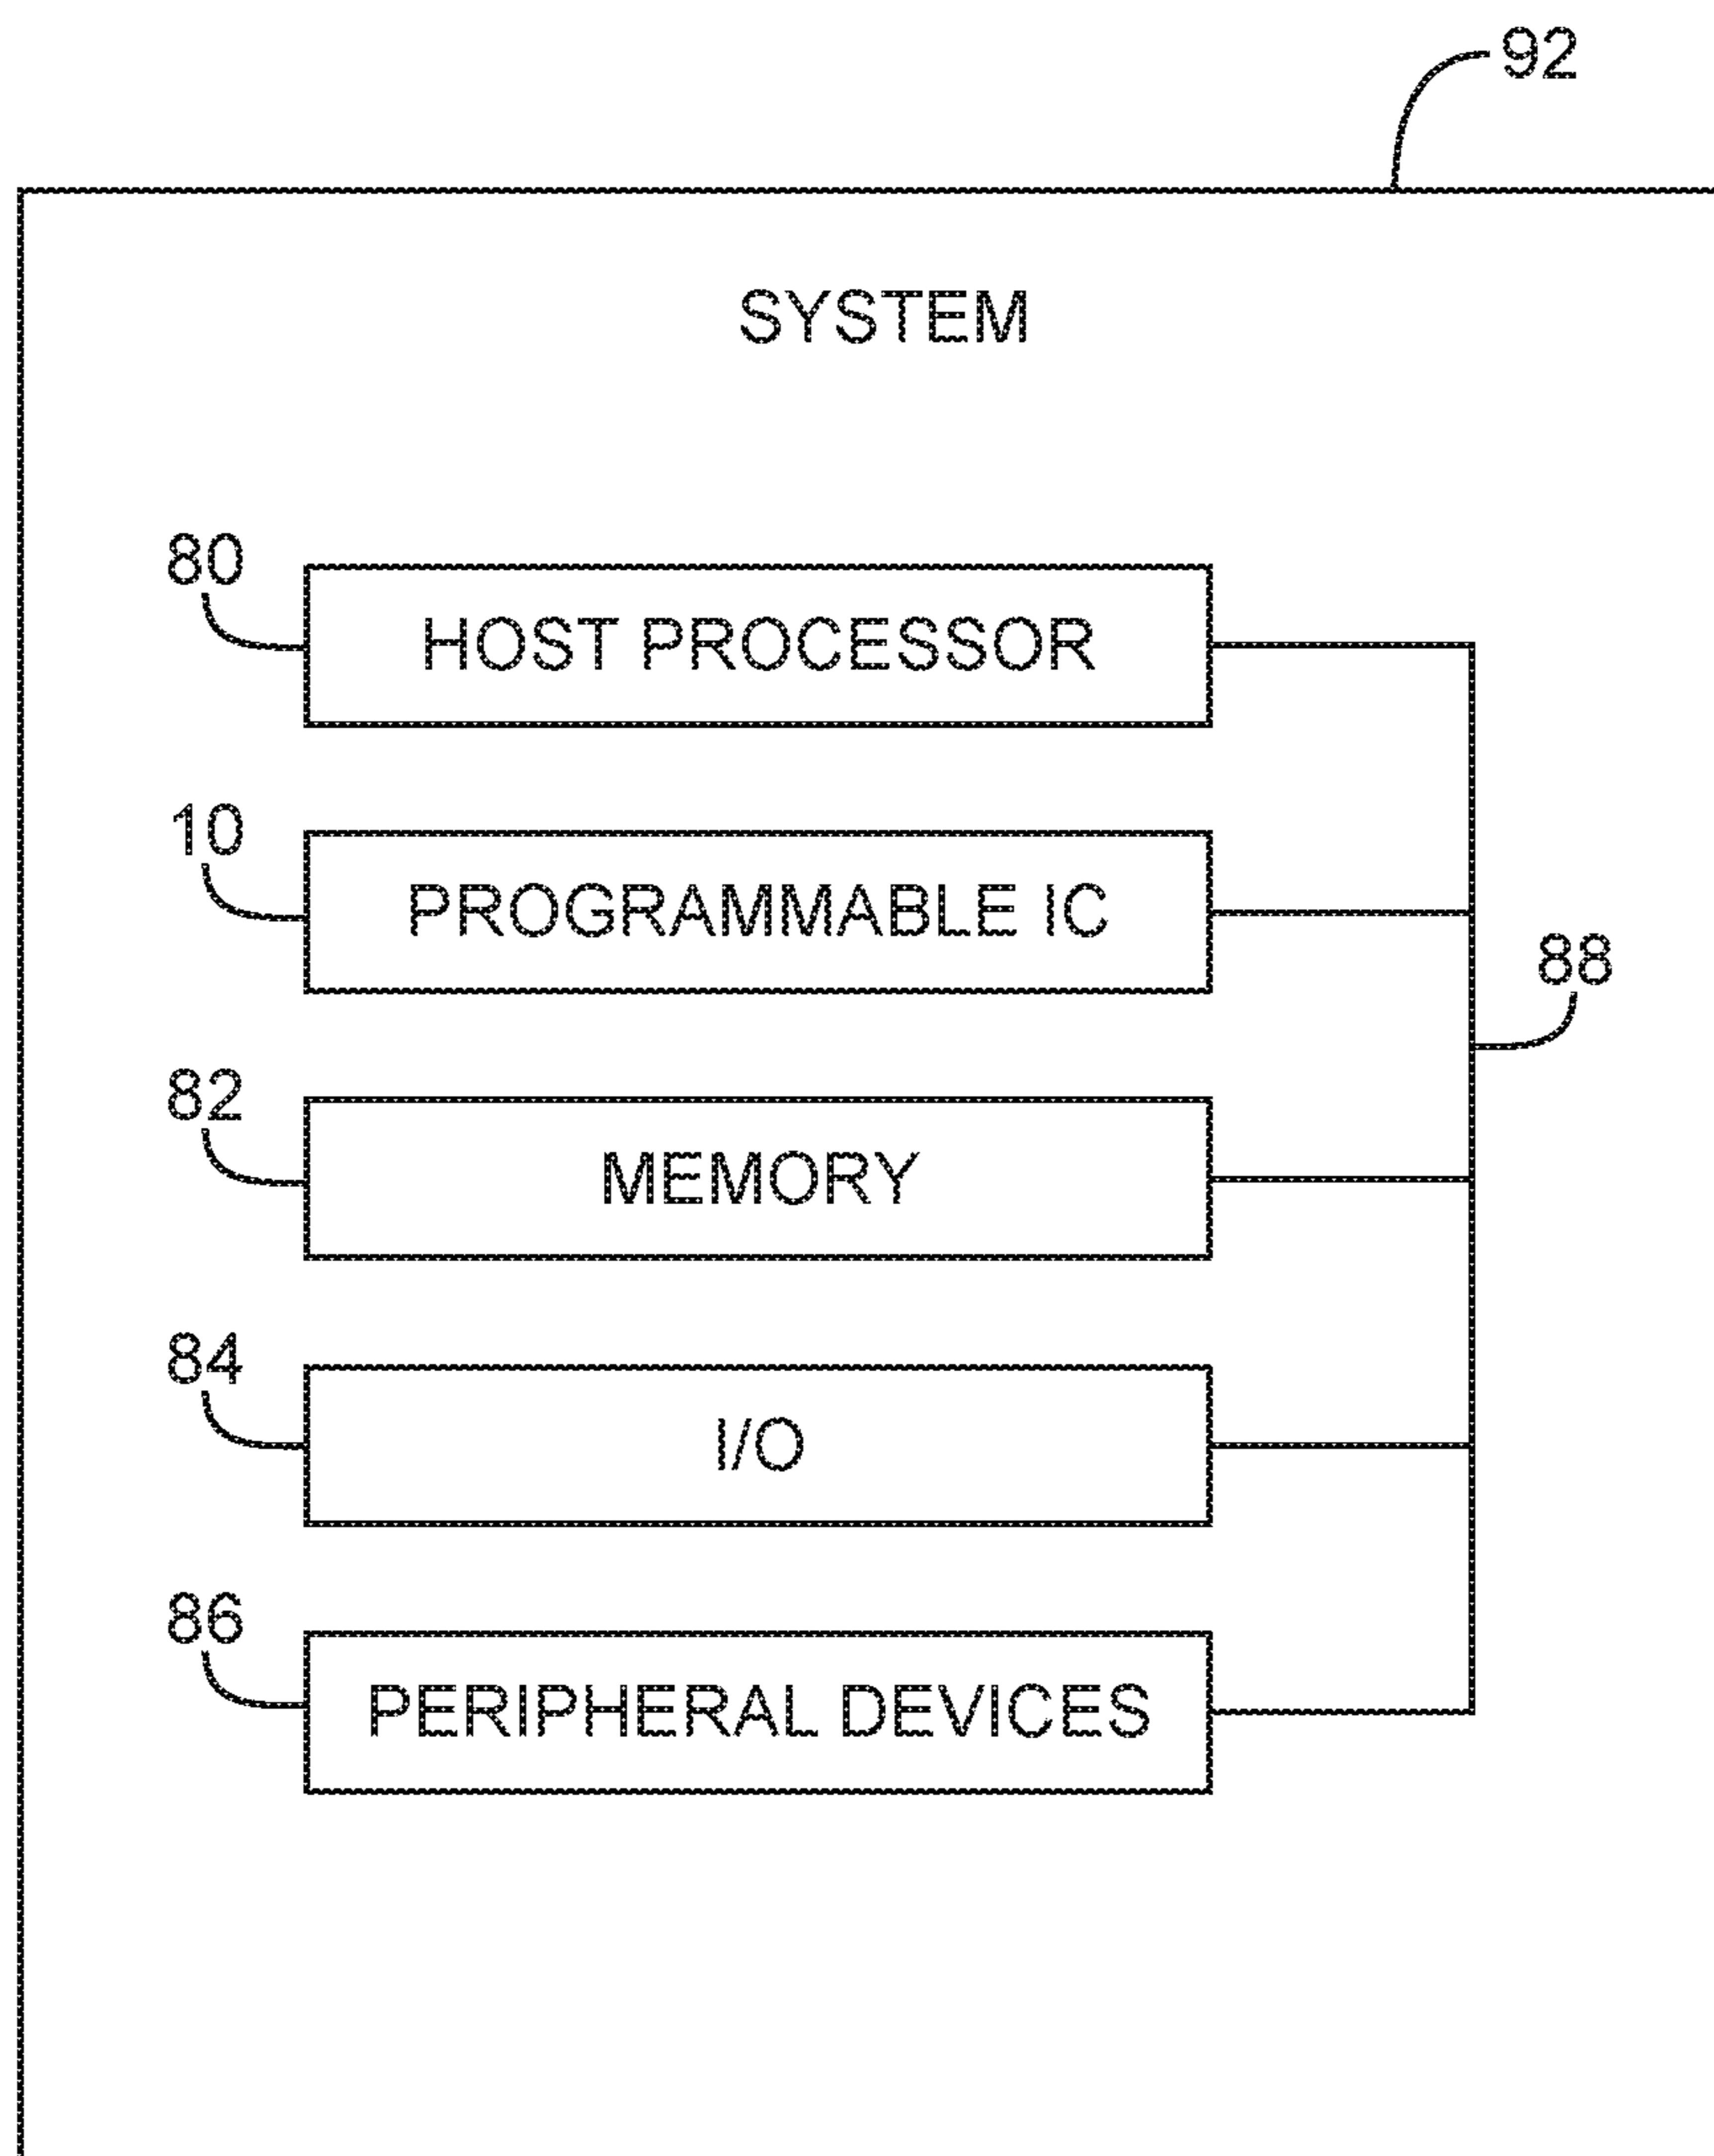 92
SYSTEM
80
HOST PROCESSOR
10
PROGRAMMABLE IC
88
82
MEMORY
84
I/O
86
PERIPHERAL DEVICES